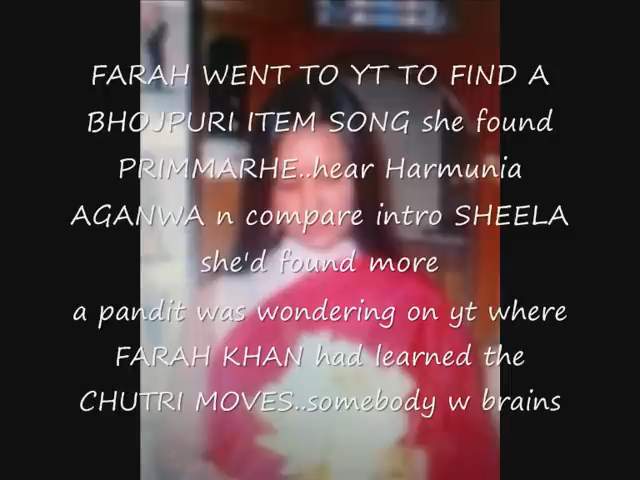 FARAH WENT TO YT TO FIND A
BHOJPURI ITEM SONG she found
PRIMMARHE..hear Harmunia
AGANWA n compare intro SHEELA
she'd found more
a pandit was wondering on yt where
FARAH KHAN had learned the
CHUTRI MOVES..somebody w brains